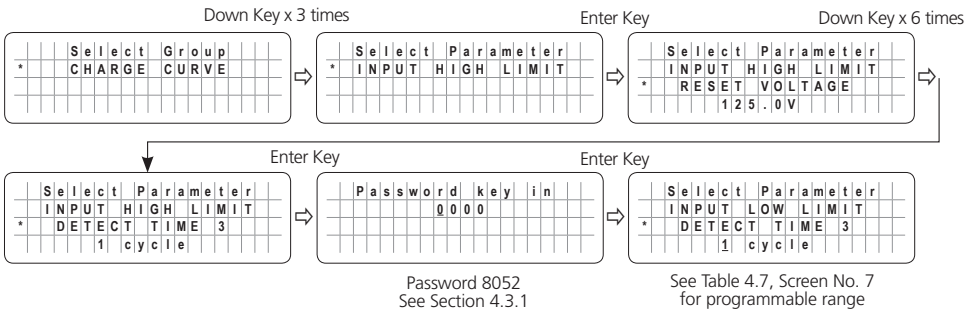 Down Key x 3 times
Enter Key
Down Key x 6 times
Select Group
* CHARGE CURVE
Select Parameter
* INPUT HIGH LIMIT
Select Parameter
INPUT HIGH LIMIT
* RESET VOLTAGE
125.0V
Enter Key
Enter Key
Select Parameter
INPUT HIGH LIMIT
* DETECT TIME 3
1 cycle
Password key in
0000
Select Parameter
INPUT LOW LIMIT
* DETECT TIME 3
1 cycle
Password 8052
See Section 4.3.1
See Table 4.7, Screen No. 7
for programmable range